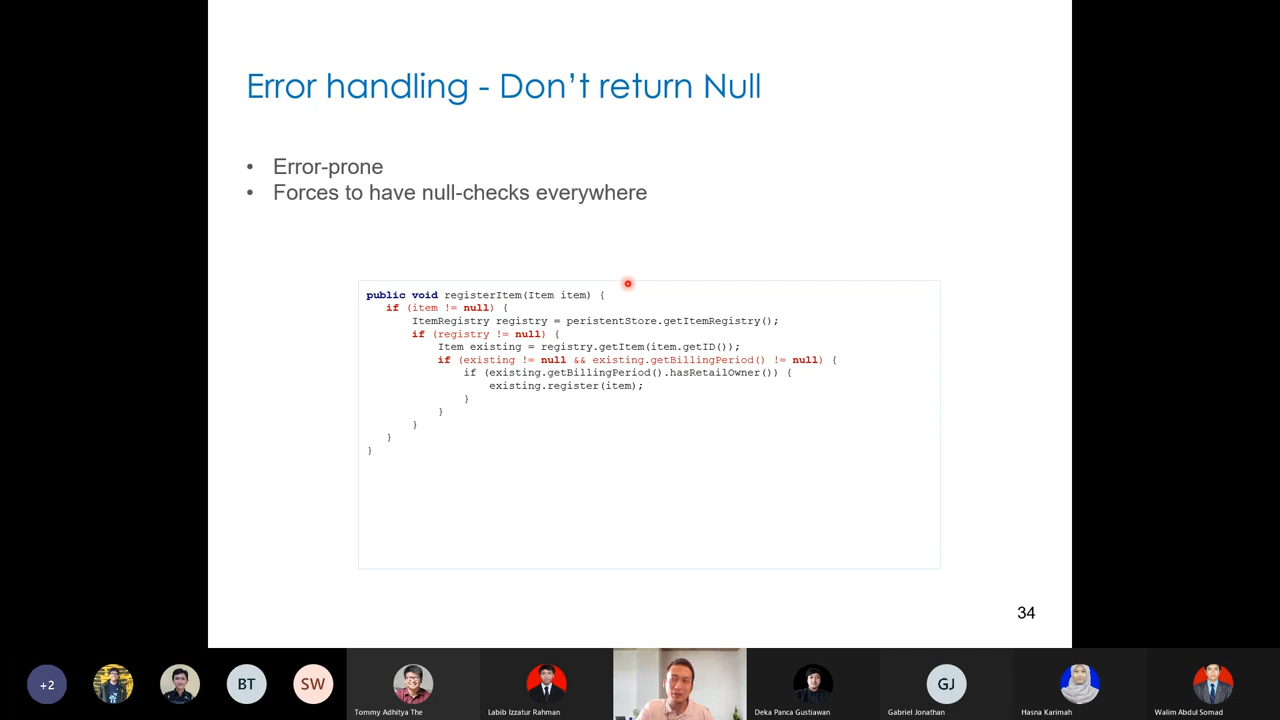 Error handling - Don't return Null
• Error-prone
• Forces to have null-checks everywhere
public void registerItem(Item item) {
if (item != null) {
ItemRegistry registry = peristentStore.getItemRegistry();
if (registry != null) {
Item existing = registry.getItem(item.getID());
if (existing != null && existing.getBillingPeriod() != null) {
if (existing.getBillingPeriod().hasRetailOwner()) {
existing.register(item);
}
}
}
}
}
34
+2
BT
SW
GJ
Tommy Adhitya The
Labib Izzatur Rahman
Deka Panca Gustiawan
Gabriel Jonathan
Hasna Karimah
Walim Abdul Somad